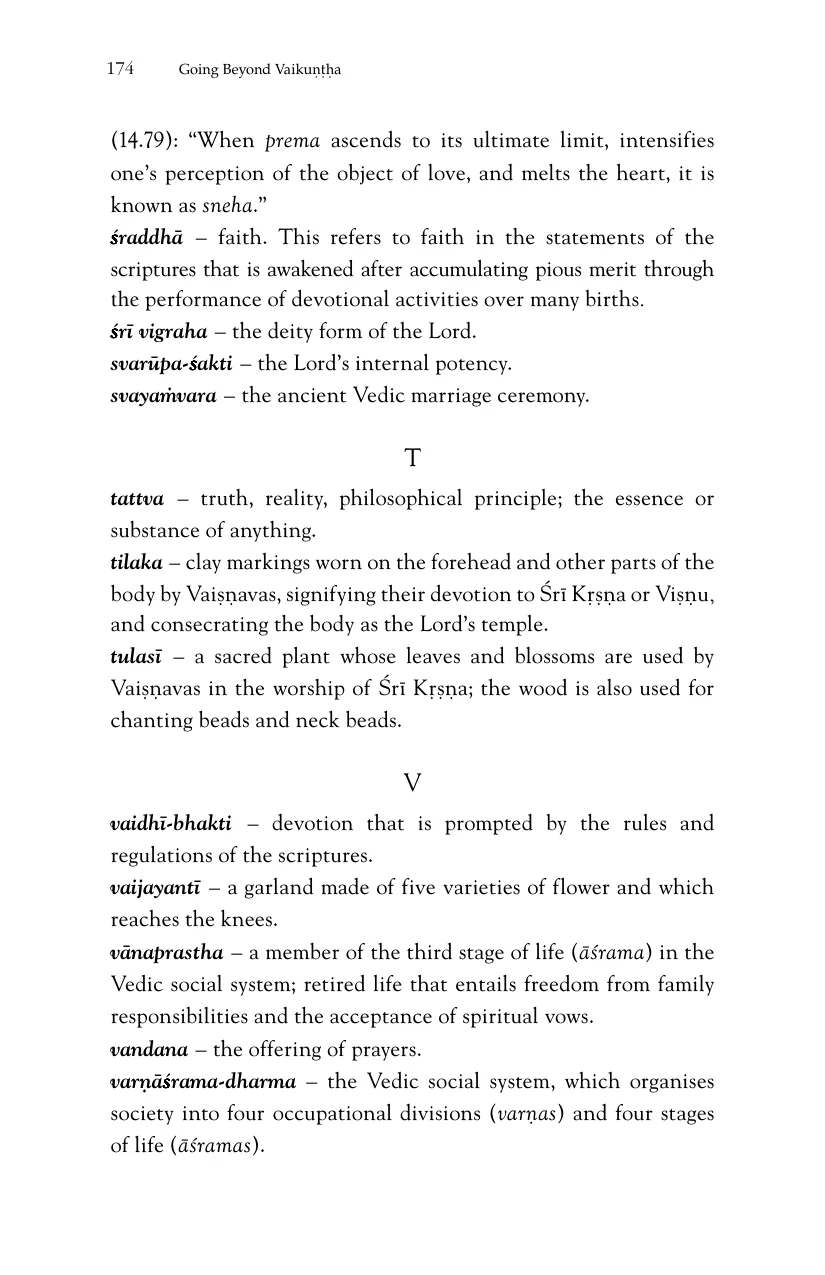 174 Going Beyond Vaikuṇṭha
(14.79): “When prema ascends to its ultimate limit, intensifies
one’s perception of the object of love, and melts the heart, it is
known as sneha.”
śraddhā – faith. This refers to faith in the statements of the
scriptures that is awakened after accumulating pious merit through
the performance of devotional activities over many births.
śrī vigraha – the deity form of the Lord.
svarūpa-śakti – the Lord’s internal potency.
svayaṁvara – the ancient Vedic marriage ceremony.
T
tattva – truth, reality, philosophical principle; the essence or
substance of anything.
tilaka – clay markings worn on the forehead and other parts of the
body by Vaiṣṇavas, signifying their devotion to Śrī Kṛṣṇa or Viṣṇu,
and consecrating the body as the Lord’s temple.
tulasī – a sacred plant whose leaves and blossoms are used by
Vaiṣṇavas in the worship of Śrī Kṛṣṇa; the wood is also used for
chanting beads and neck beads.
V
vaidhī-bhakti – devotion that is prompted by the rules and
regulations of the scriptures.
vaijayantī – a garland made of five varieties of flower and which
reaches the knees.
vānaprastha – a member of the third stage of life (āśrama) in the
Vedic social system; retired life that entails freedom from family
responsibilities and the acceptance of spiritual vows.
vandana – the offering of prayers.
varṇāśrama-dharma – the Vedic social system, which organises
society into four occupational divisions (varṇas) and four stages
of life (āśramas).